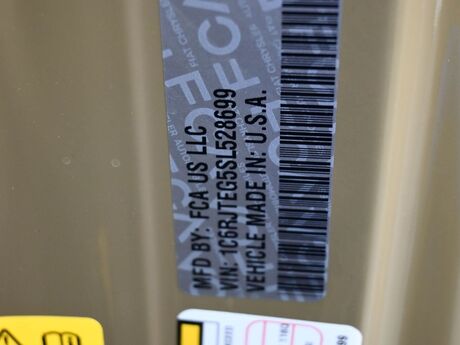 MFD BY: FCA US LLC
VIN: 1C6RJTEG5SL528699
VEHICLE MADE IN: U.S.A.